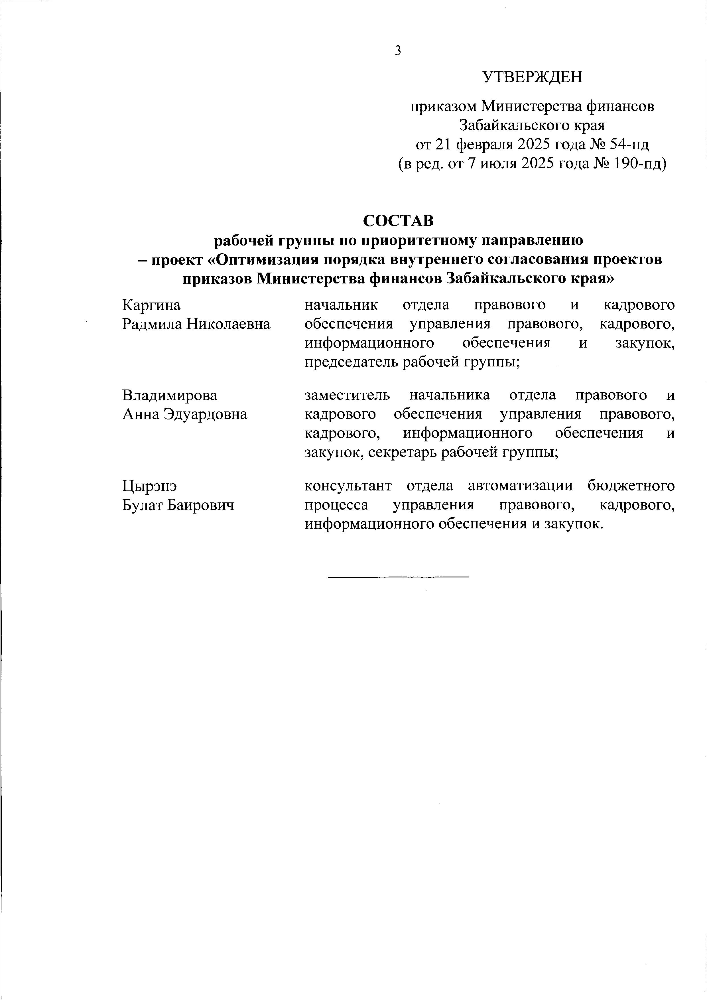 3
УТВЕРЖДЕН
приказом Министерства финансов
Забайкальского края
от 21 февраля 2025 года № 54-пд
(в ред. от 7 июля 2025 года № 190-пд)
СОСТАВ
рабочей группы по приоритетному направлению
– проект «Оптимизация порядка внутреннего согласования проектов
приказов Министерства финансов Забайкальского края»
Каргина
Радмила Николаевна
начальник отдела правового и кадрового
обеспечения управления правового, кадрового,
информационного обеспечения и закупок,
председатель рабочей группы;
Владимирова
Анна Эдуардовна
заместитель начальника отдела правового и
кадрового обеспечения управления правового,
кадрового, информационного обеспечения и
закупок, секретарь рабочей группы;
Цырэнэ
Булат Баирович
консультант отдела автоматизации бюджетного
процесса управления правового, кадрового,
информационного обеспечения и закупок.